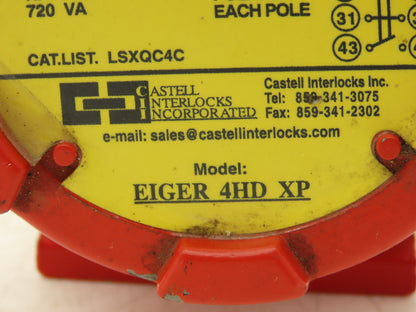 720 VA
EACH POLE
31
43
CAT.LIST. LSXQC4C
CASTELL
INTERLOCKS
INCORPORATED
Castell Interlocks Inc.
Tel: 859-341-3075
Fax: 859-341-2302
e-mail: sales@castellinterlocks.com
Model:
EIGER 4HD XP